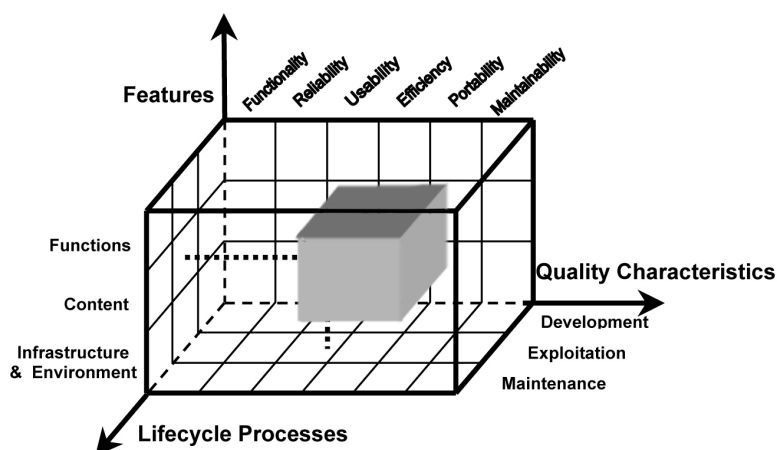 Features
Functionality
Reliability
Usability
Efficiency
Portability
Maintainability
Functions
Content
Infrastructure
& Environment
Quality Characteristics
Development
Exploitation
Maintenance
Lifecycle Processes